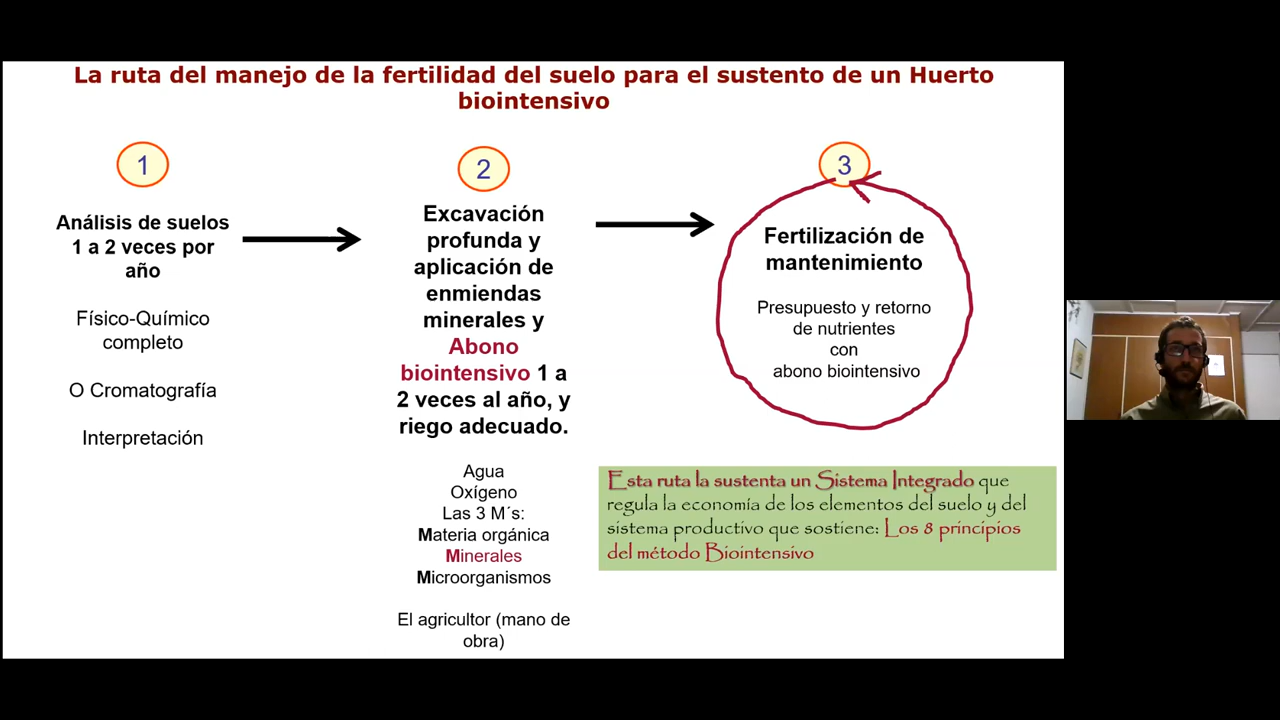 La ruta del manejo de la fertilidad del suelo para el sustento de un Huerto
biointensivo
1
Análisis de suelos
1 a 2 veces por
año
Físico-Químico
completo
O Cromatografía
Interpretación
2
Excavación
profunda y
aplicación de
enmiendas
minerales y
Abono
biointensivo 1 a
2 veces al año, y
riego adecuado.
Agua
Oxígeno
Las 3 M´s:
Materia orgánica
Minerales
Microorganismos
El agricultor (mano de
obra)
3
Fertilización de
mantenimiento
Presupuesto y retorno
de nutrientes
con
abono biointensivo
Esta ruta la sustenta un Sistema Integrado que
regula la economía de los elementos del suelo y del
sistema productivo que sostiene: Los 8 principios
del método Biointensivo